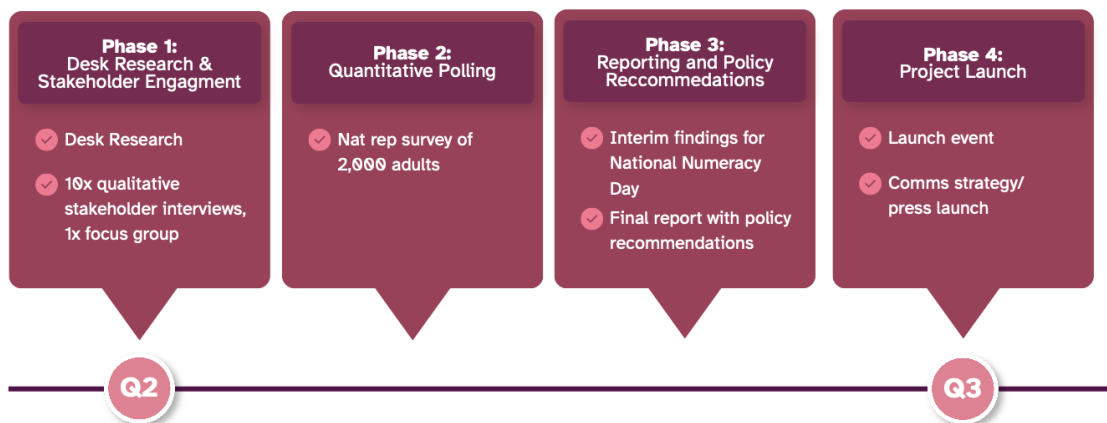 Phase 1:
Desk Research &
Stakeholder Engagment
Desk Research
10x qualitative
stakeholder interviews,
1x focus group
Phase 2:
Quantitative Polling
Nat rep survey of
2,000 adults
Phase 3:
Reporting and Policy
Reccommedations
Interim findings for
National Numeracy
Day
Final report with policy
recommendations
Phase 4:
Project Launch
Launch event
Comms strategy/
press launch
Q2
Q3